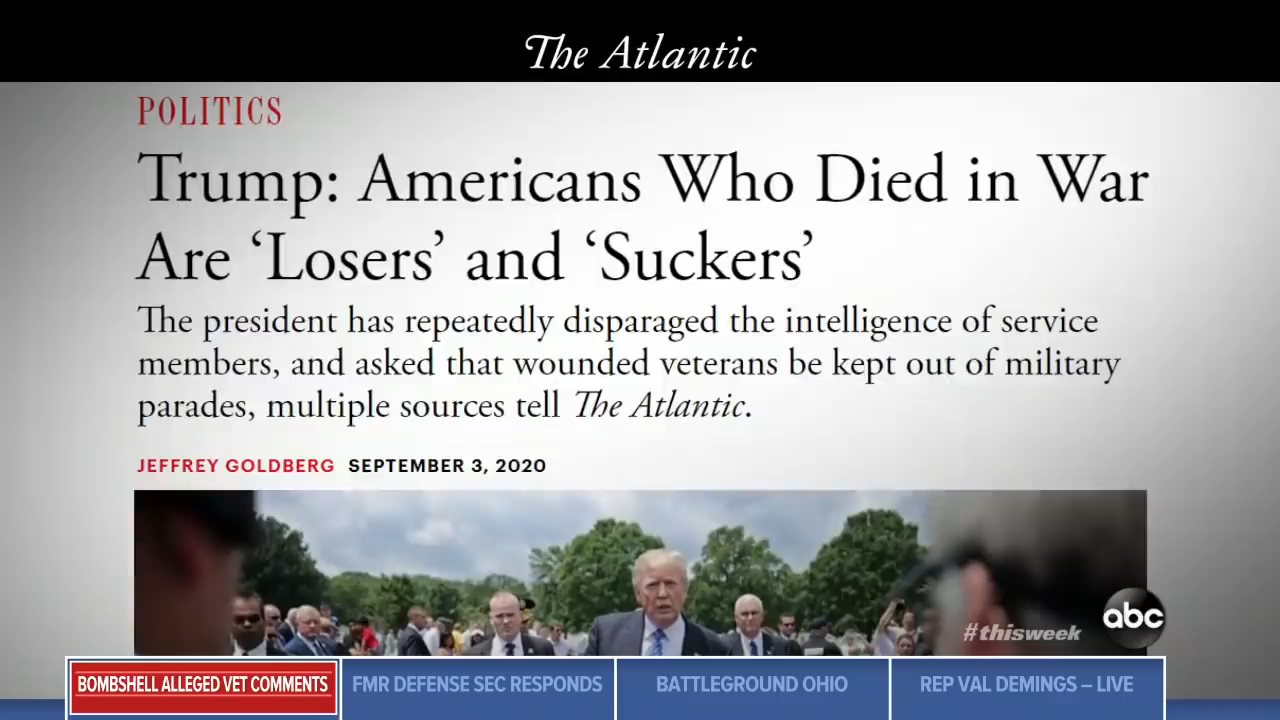 The Atlantic
POLITICS
Trump: Americans Who Died in War
Are ‘Losers’ and ‘Suckers’
The president has repeatedly disparaged the intelligence of service
members, and asked that wounded veterans be kept out of military
parades, multiple sources tell The Atlantic.
JEFFREY GOLDBERG SEPTEMBER 3, 2020
abc
#thisweek
BOMBSHELL ALLEGED VET COMMENTS
FMR DEFENSE SEC RESPONDS
BATTLEGROUND OHIO
REP VAL DEMINGS – LIVE